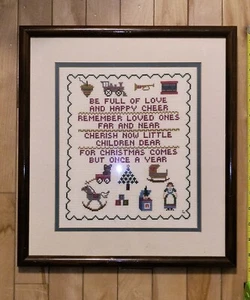 BE FULL OF LOVE
AND HAPPY CHEER
REMEMBER LOVED ONES
FAR AND NEAR
CHERISH NOW LITTLE
CHILDREN DEAR
FOR CHRISTMAS COMES
BUT ONCE A YEAR